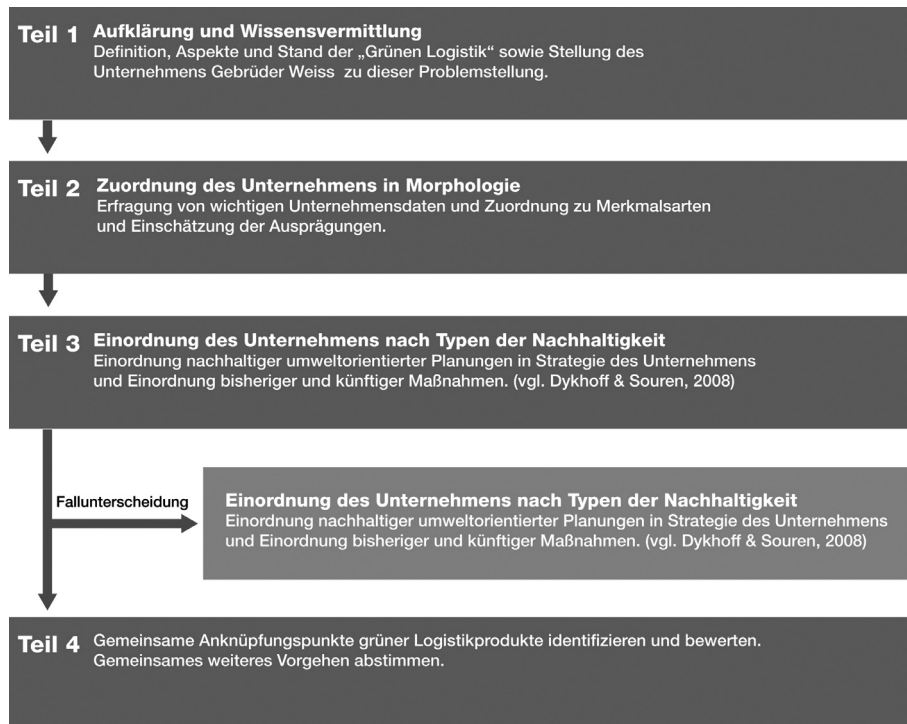 Teil 1 Aufklärung und Wissensvermittlung
Definition, Aspekte und Stand der „Grünen Logistik“ sowie Stellung des
Unternehmens Gebrüder Weiss zu dieser Problemstellung.
Teil 2 Zuordnung des Unternehmens in Morphologie
Erfragung von wichtigen Unternehmensdaten und Zuordnung zu Merkmalsarten
und Einschätzung der Ausprägungen.
Teil 3 Einordnung des Unternehmens nach Typen der Nachhaltigkeit
Einordnung nachhaltiger umweltorientierter Planungen in Strategie des Unternehmens
und Einordnung bisheriger und künftiger Maßnahmen. (vgl. Dykhoff & Souren, 2008)
Fallunterscheidung
Einordnung des Unternehmens nach Typen der Nachhaltigkeit
Einordnung nachhaltiger umweltorientierter Planungen in Strategie des Unternehmens
und Einordnung bisheriger und künftiger Maßnahmen. (vgl. Dykhoff & Souren, 2008)
Teil 4 Gemeinsame Anknüpfungspunkte grüner Logistikprodukte identifizieren und bewerten.
Gemeinsames weiteres Vorgehen abstimmen.